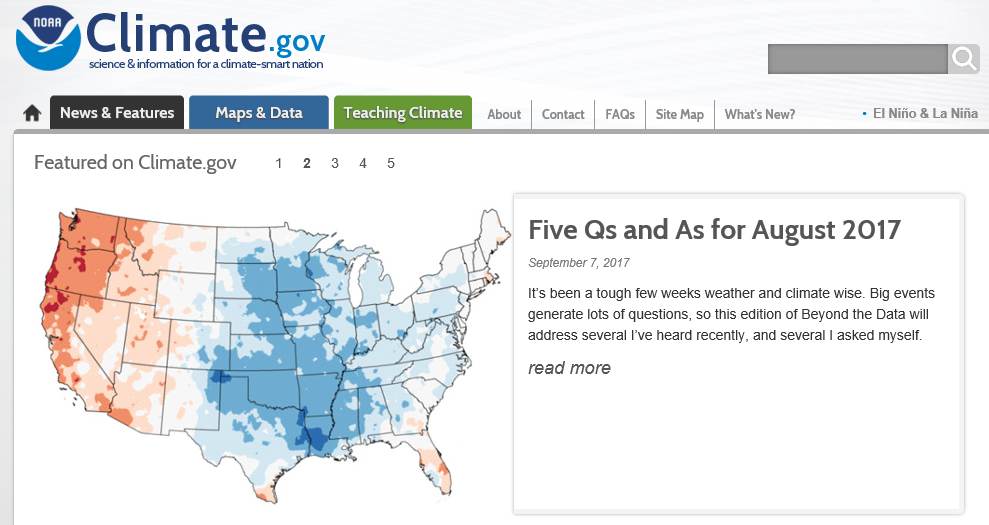 NOAA
Climate.gov
science & information for a climate-smart nation
News & Features
Maps & Data
Teaching Climate
About
Contact
FAQs
Site Map
What's New?
• El Niño & La Niña
Featured on Climate.gov 1 2 3 4 5
Five Qs and As for August 2017
September 7, 2017
It's been a tough few weeks weather and climate wise. Big events
generate lots of questions, so this edition of Beyond the Data will
address several I've heard recently, and several I asked myself.
read more